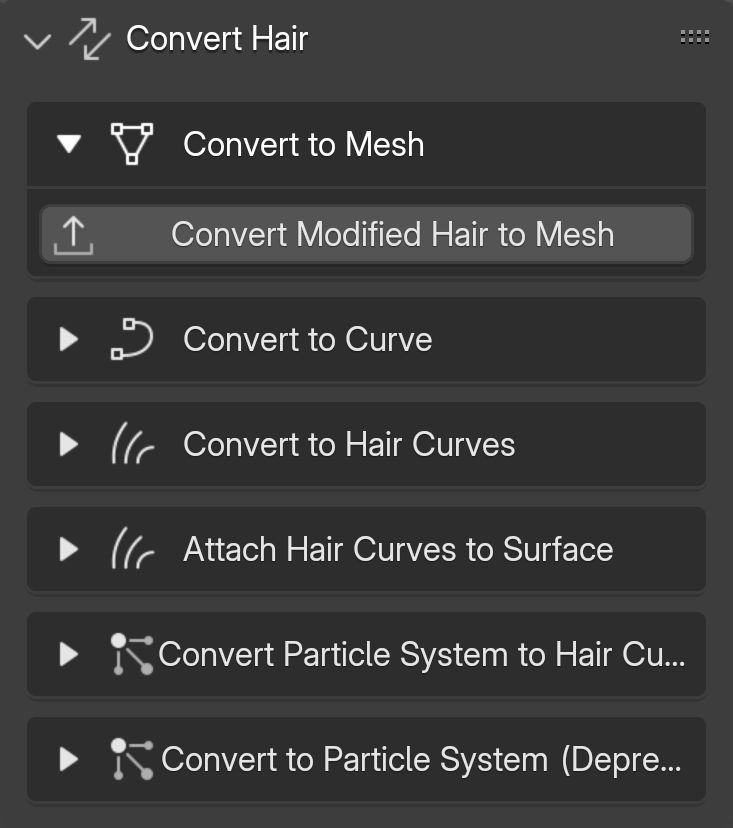 Convert Hair
Convert to Mesh
Convert Modified Hair to Mesh
Convert to Curve
Convert to Hair Curves
Attach Hair Curves to Surface
Convert Particle System to Hair Cu...
Convert to Particle System (Depre...